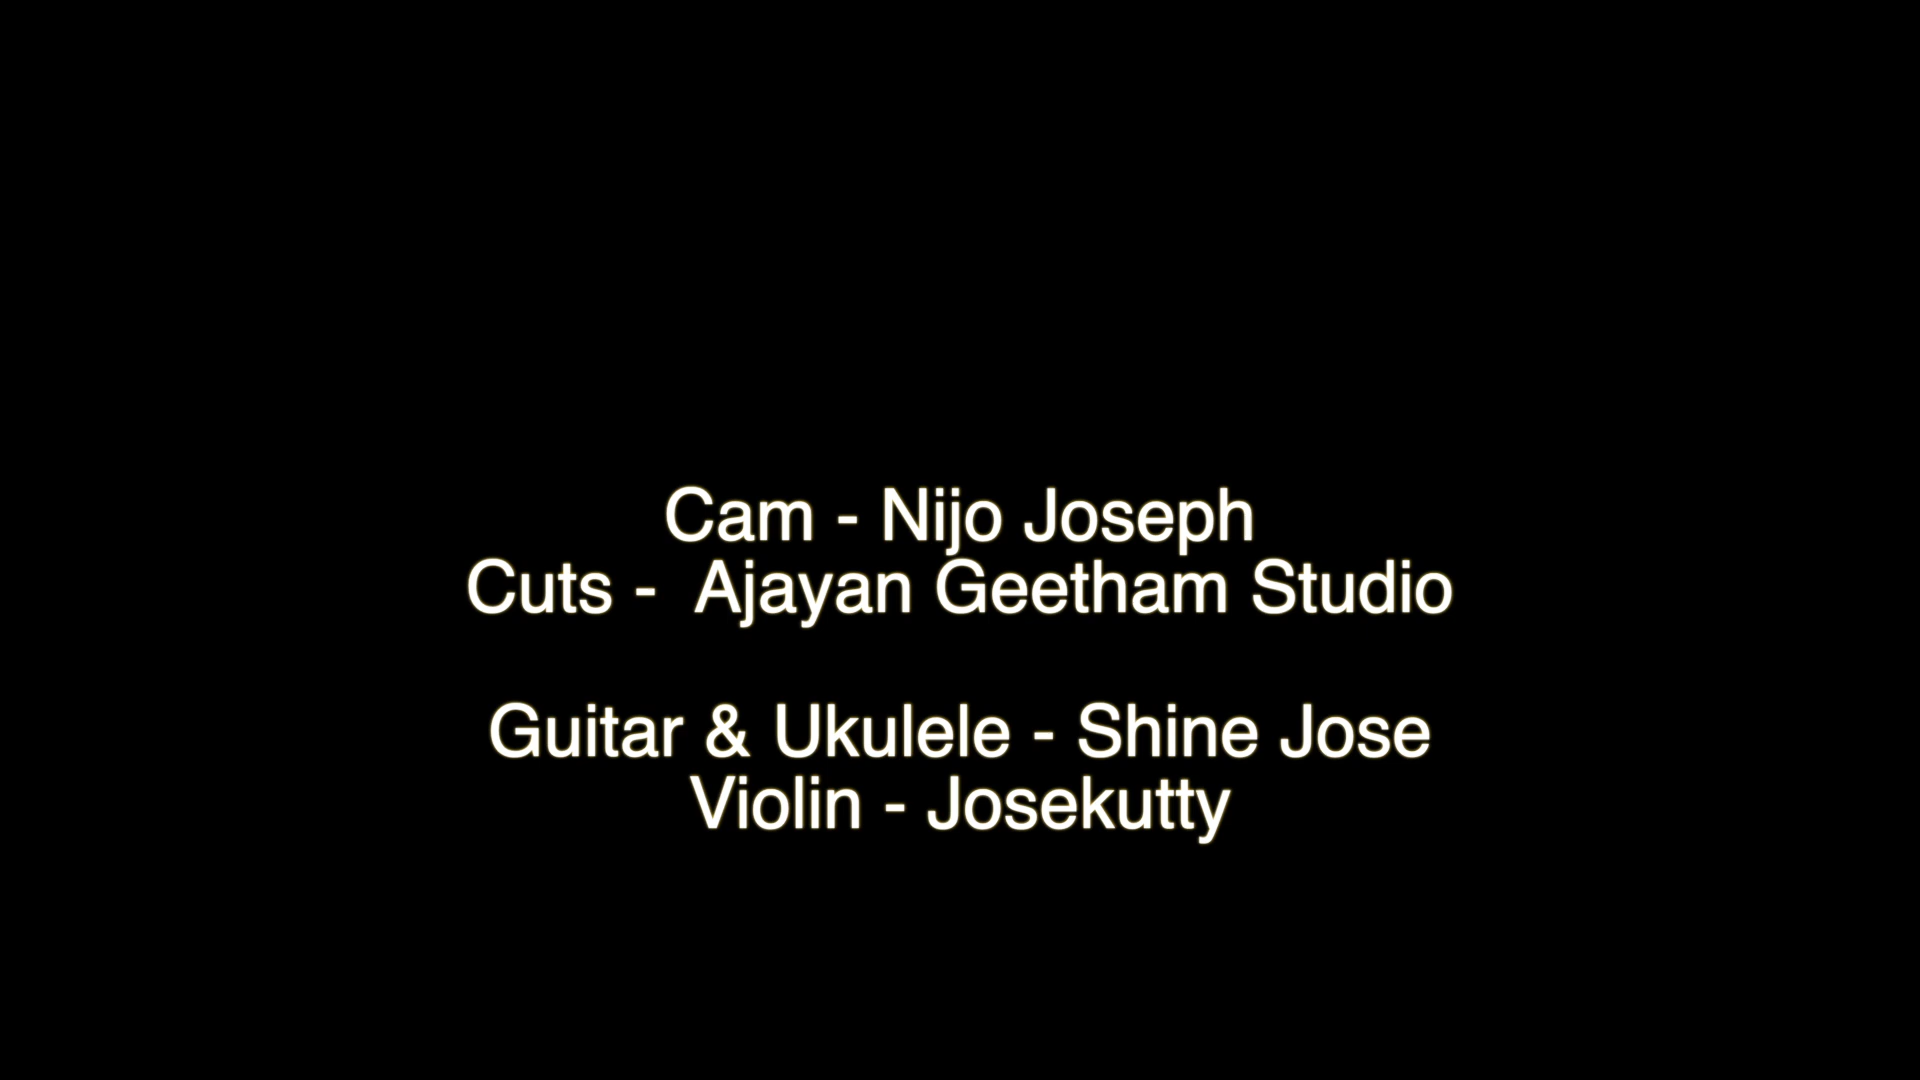 Cam - Nijo Joseph
Cuts -  Ajayan Geetham Studio
Guitar & Ukulele - Shine Jose
Violin - Josekutty